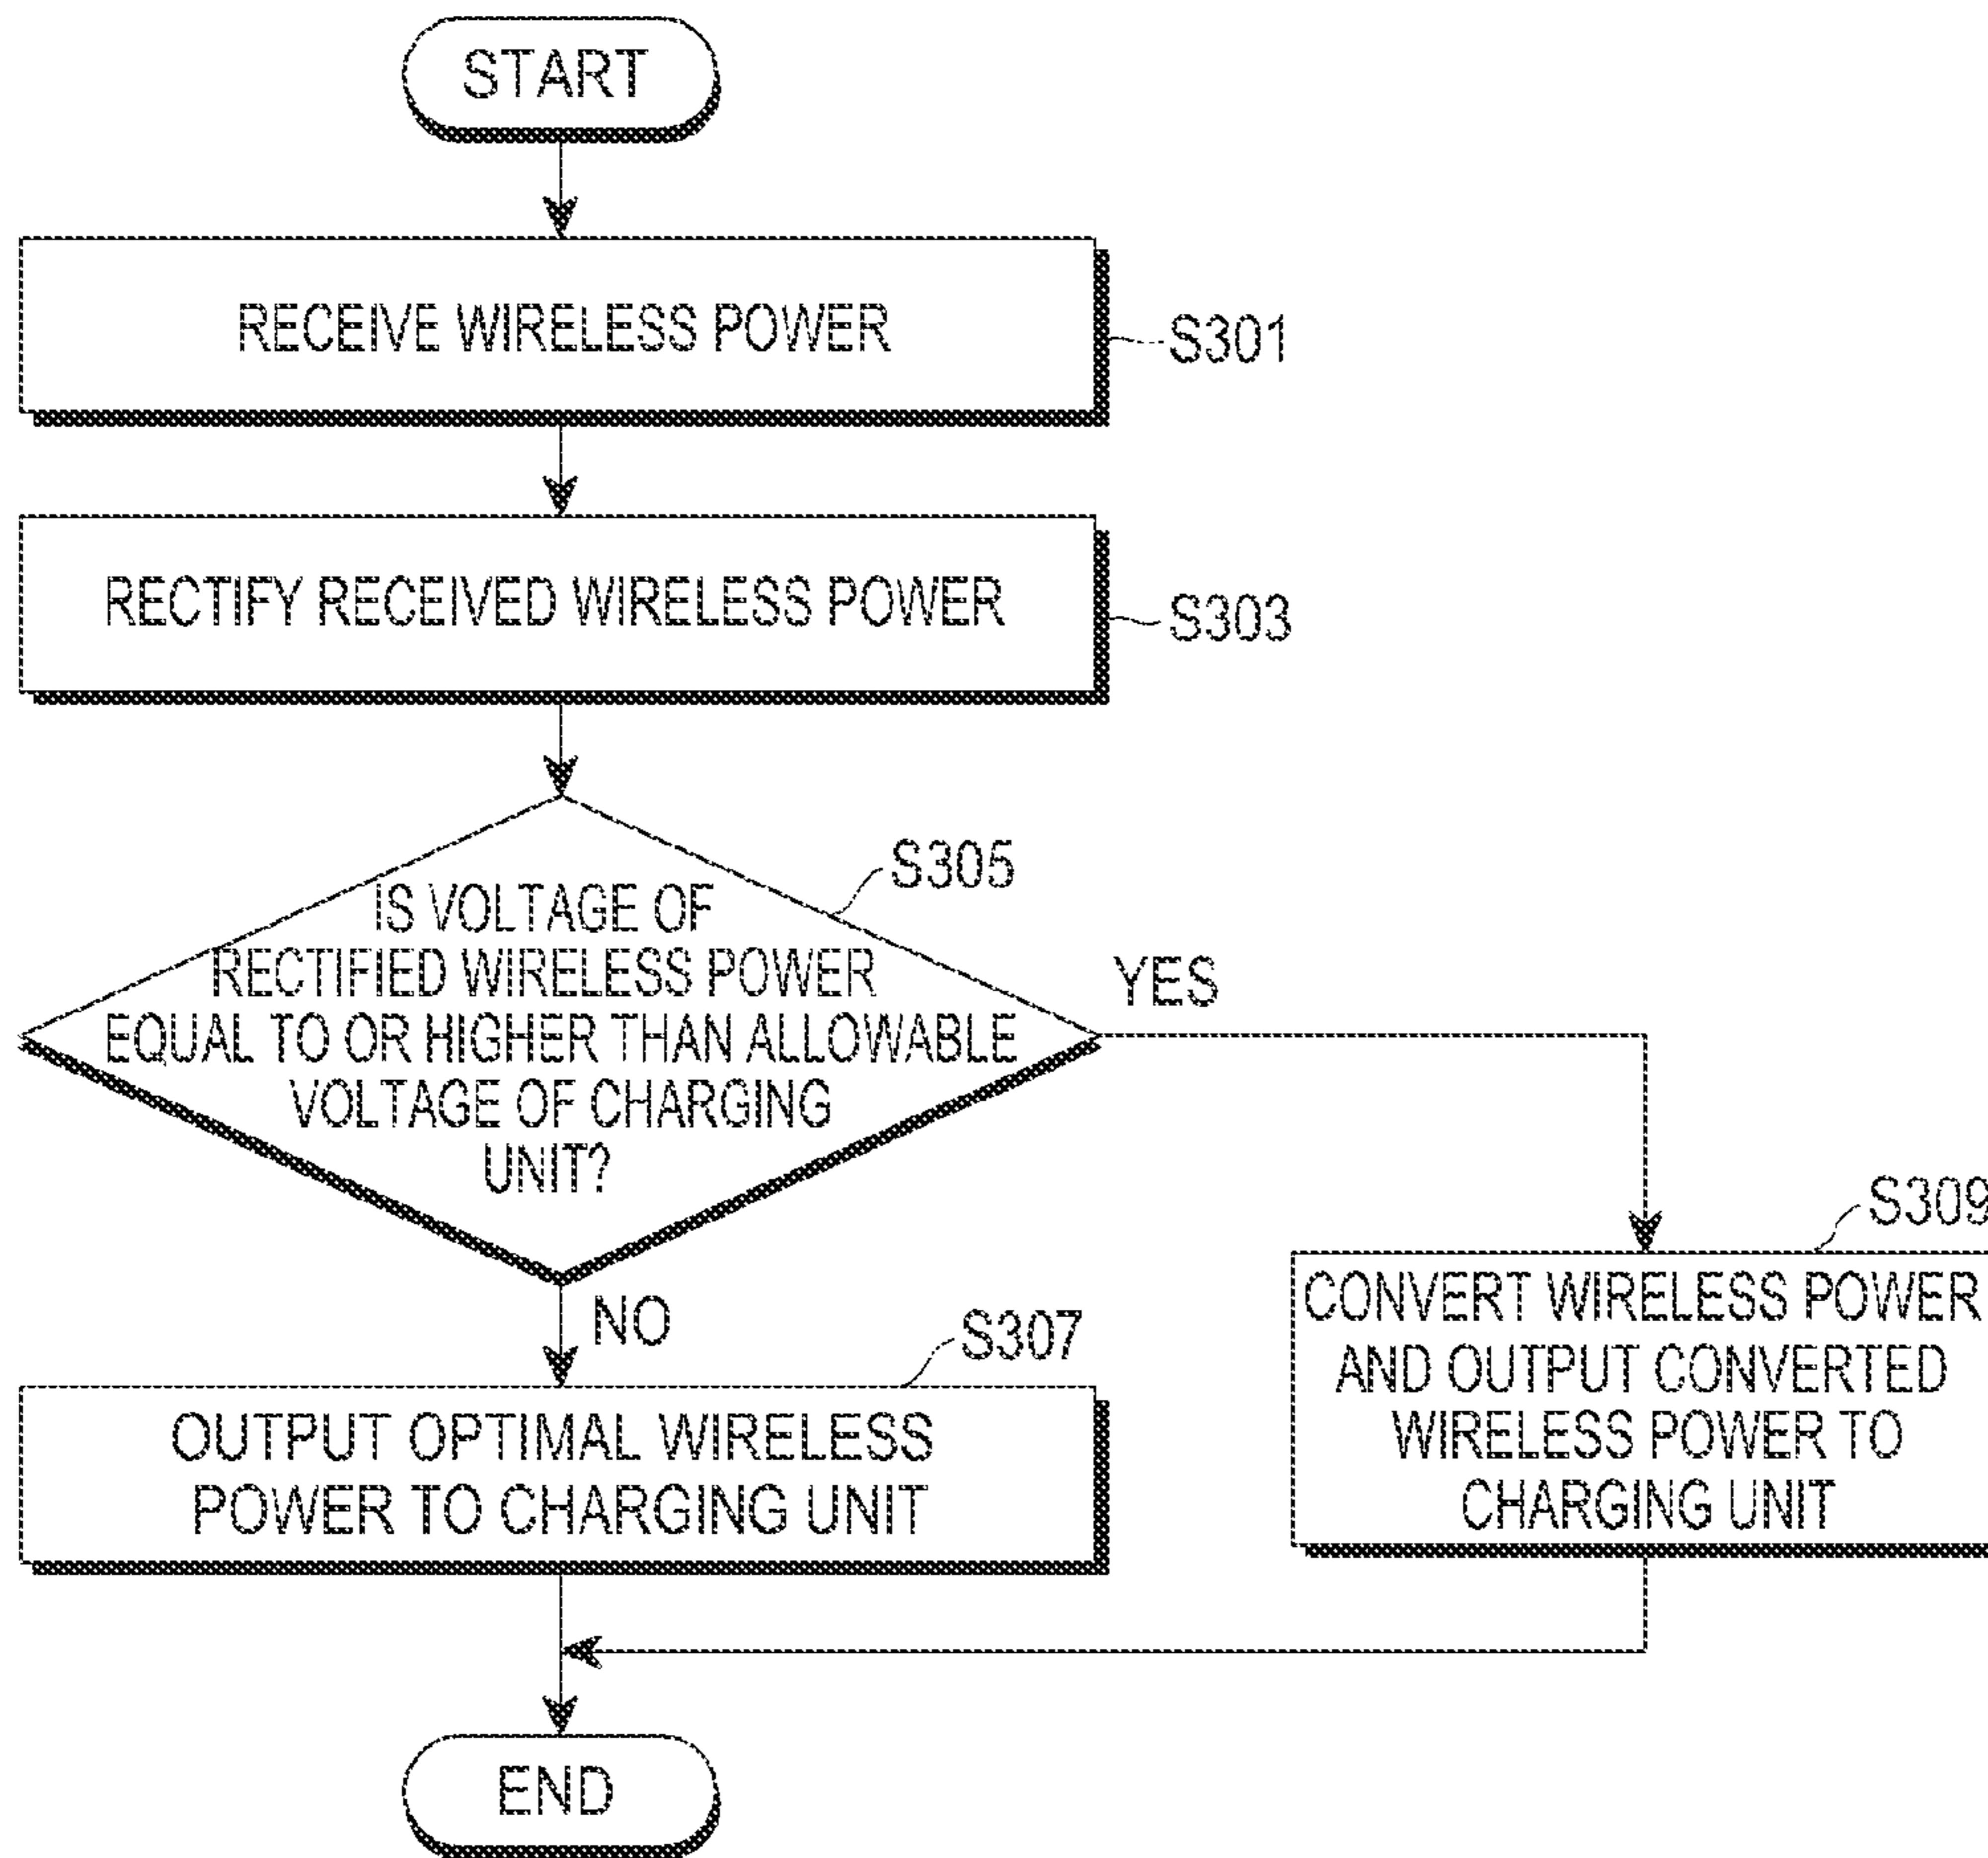 START
RECEIVE WIRELESS POWER
S301
RECTIFY RECEIVED WIRELESS POWER
S303
S305
IS VOLTAGE OF
RECTIFIED WIRELESS POWER
EQUAL TO OR HIGHER THAN ALLOWABLE
VOLTAGE OF CHARGING
UNIT?
YES
NO
S307
OUTPUT OPTIMAL WIRELESS
POWER TO CHARGING UNIT
S309
CONVERT WIRELESS POWER
AND OUTPUT CONVERTED
WIRELESS POWER TO
CHARGING UNIT
END